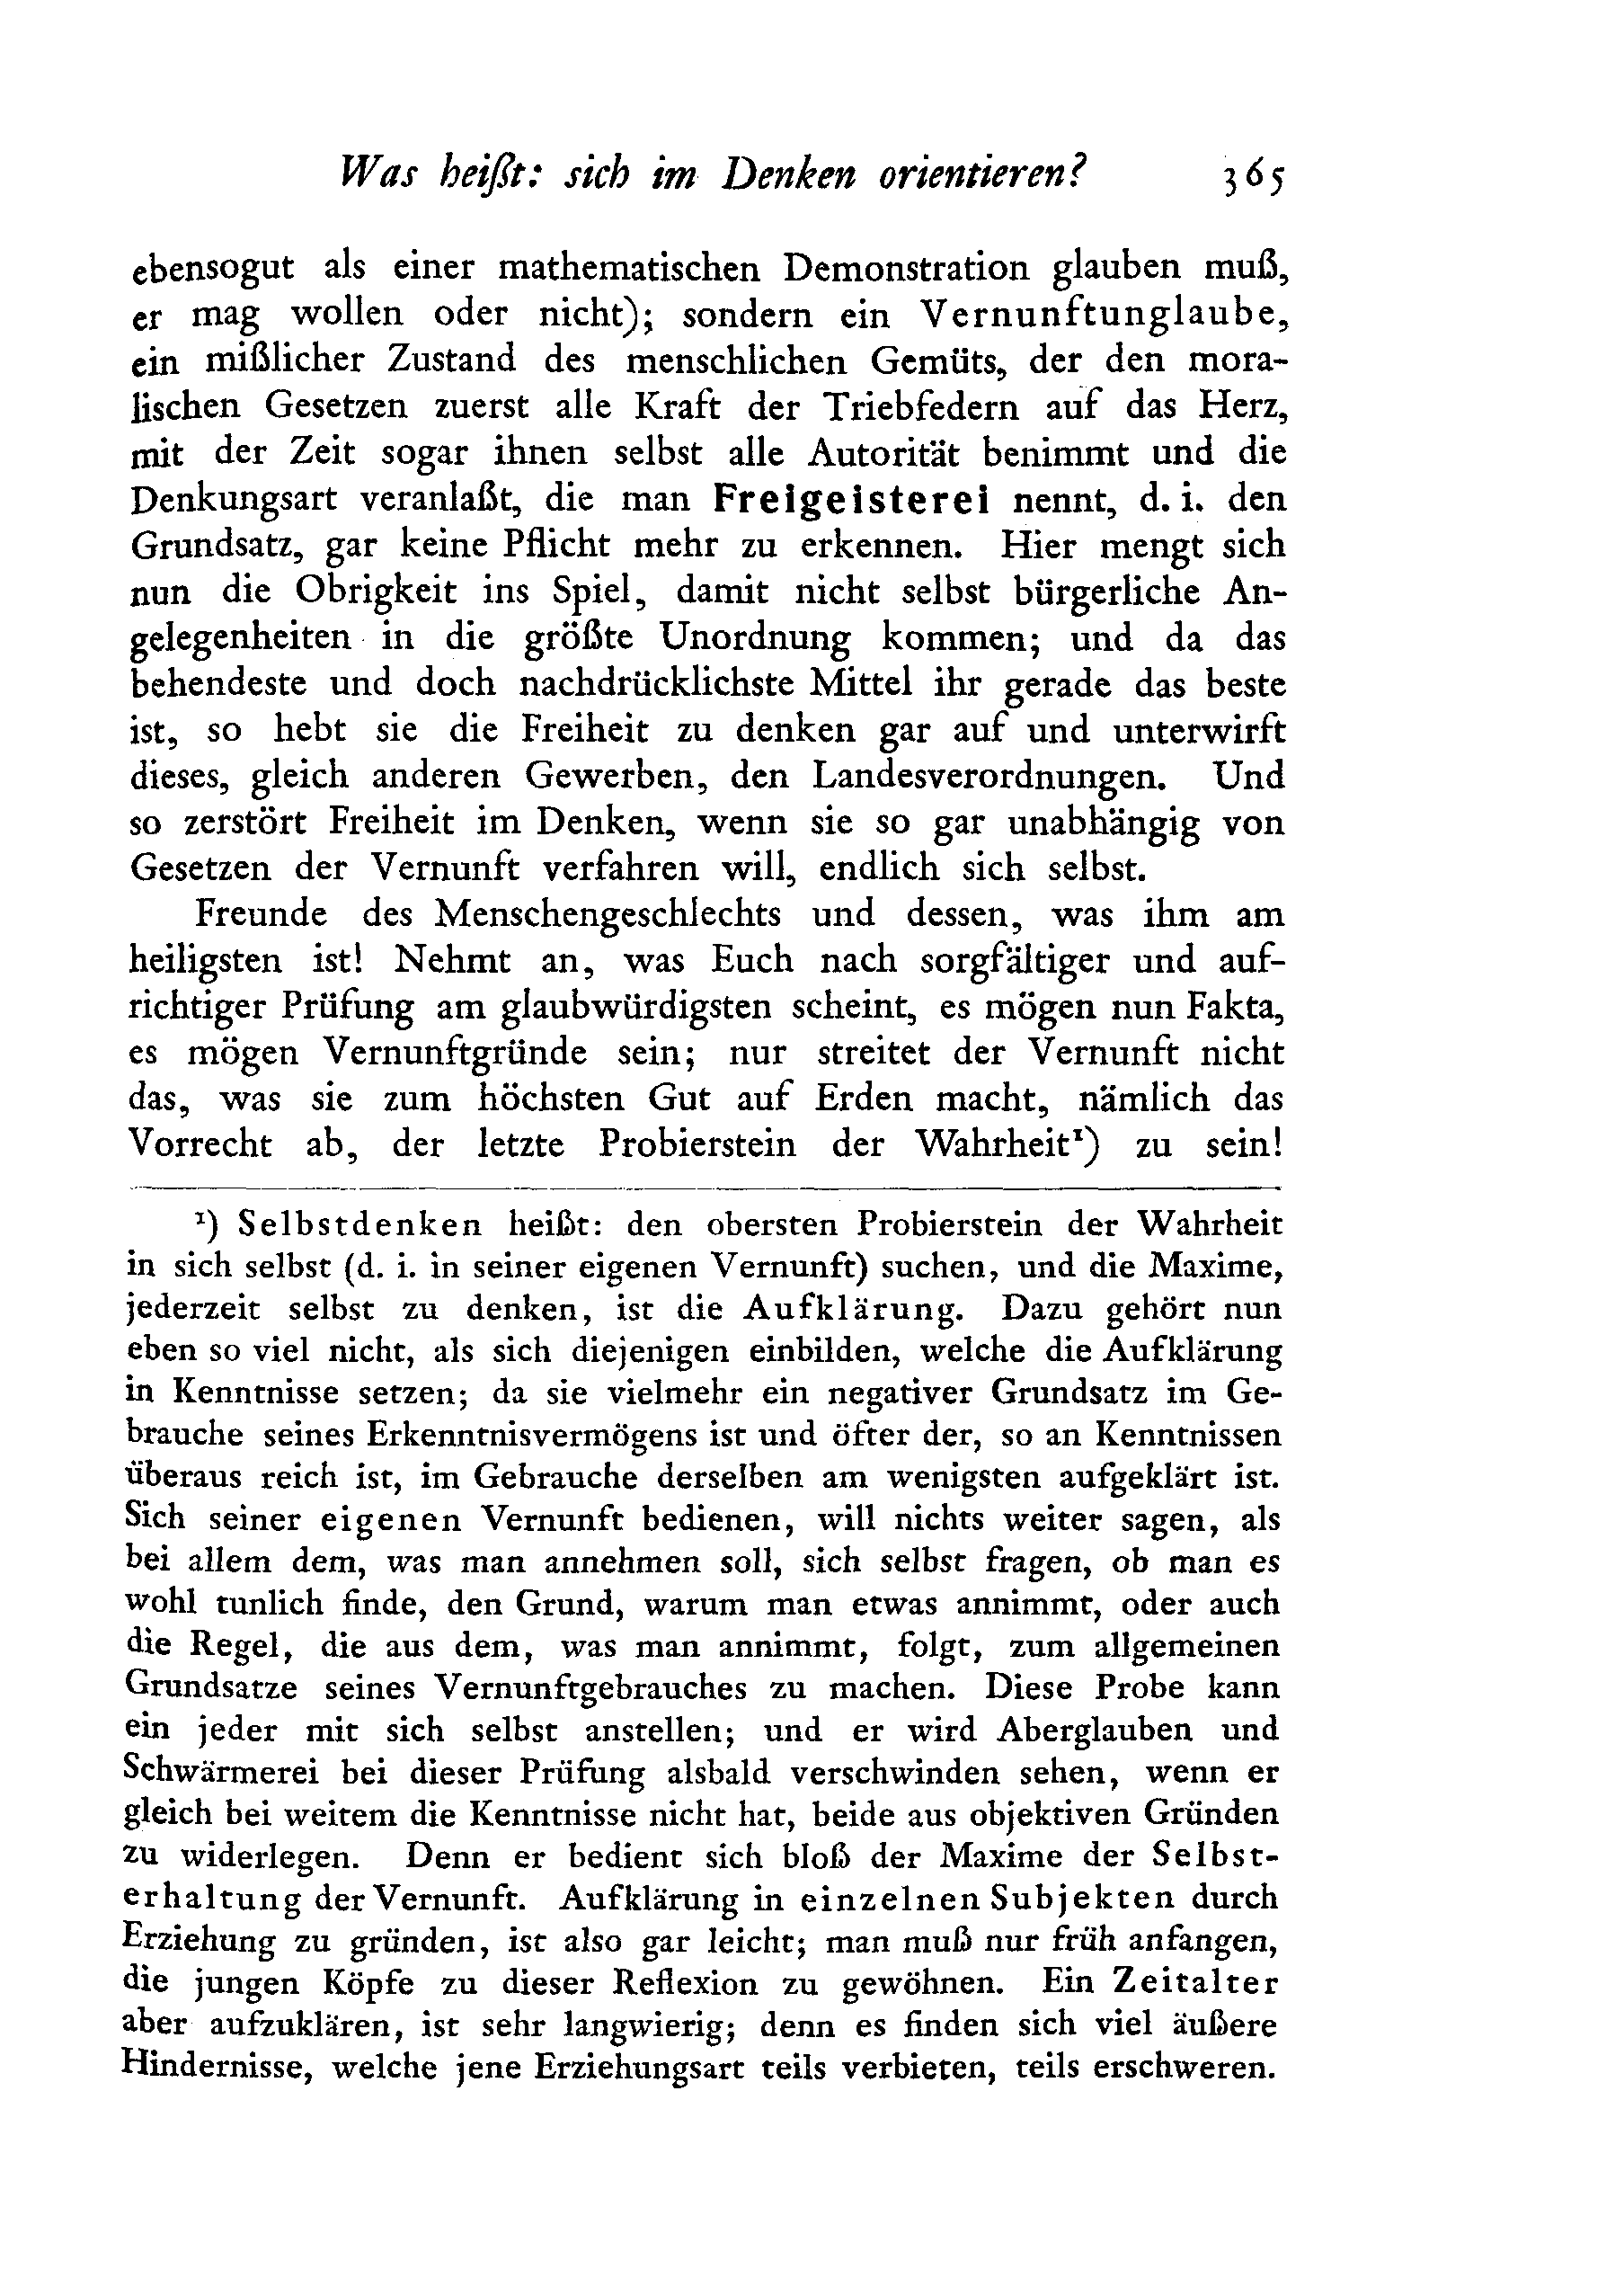 Was heißt: sich im Denken orientieren? 365
ebensogut als einer mathematischen Demonstration glauben muß,
er mag wollen oder nicht); sondern ein Vernunftunglaube,
ein mißlicher Zustand des menschlichen Gemüts, der den mora-
lischen Gesetzen zuerst alle Kraft der Triebfedern auf das Herz,
mit der Zeit sogar ihnen selbst alle Autorität benimmt und die
Denkungsart veranlaßt, die man Freigeisterei nennt, d. i. den
Grundsatz, gar keine Pflicht mehr zu erkennen. Hier mengt sich
nun die Obrigkeit ins Spiel, damit nicht selbst bürgerliche An-
gelegenheiten in die größte Unordnung kommen; und da das
behendeste und doch nachdrücklichste Mittel ihr gerade das beste
ist, so hebt sie die Freiheit zu denken gar auf und unterwirft
dieses, gleich anderen Gewerben, den Landesverordnungen. Und
so zerstört Freiheit im Denken, wenn sie so gar unabhängig von
Gesetzen der Vernunft verfahren will, endlich sich selbst.
Freunde des Menschengeschlechts und dessen, was ihm am
heiligsten ist! Nehmt an, was Euch nach sorgfältiger und auf-
richtiger Prüfung am glaubwürdigsten scheint, es mögen nun Fakta,
es mögen Vernunftgründe sein; nur streitet der Vernunft nicht
das, was sie zum höchsten Gut auf Erden macht, nämlich das
Vorrecht ab, der letzte Probierstein der Wahrheit¹) zu sein!
¹) Selbstdenken heißt: den obersten Probierstein der Wahrheit
in sich selbst (d. i. in seiner eigenen Vernunft) suchen, und die Maxime,
jederzeit selbst zu denken, ist die Aufklärung. Dazu gehört nun
eben so viel nicht, als sich diejenigen einbilden, welche die Aufklärung
in Kenntnisse setzen; da sie vielmehr ein negativer Grundsatz im Ge-
brauche seines Erkenntnisvermögens ist und öfter der, so an Kenntnissen
überaus reich ist, im Gebrauche derselben am wenigsten aufgeklärt ist.
Sich seiner eigenen Vernunft bedienen, will nichts weiter sagen, als
bei allem dem, was man annehmen soll, sich selbst fragen, ob man es
wohl tunlich finde, den Grund, warum man etwas annimmt, oder auch
die Regel, die aus dem, was man annimmt, folgt, zum allgemeinen
Grundsatze seines Vernunftgebrauches zu machen. Diese Probe kann
ein jeder mit sich selbst anstellen; und er wird Aberglauben und
Schwärmerei bei dieser Prüfung alsbald verschwinden sehen, wenn er
gleich bei weitem die Kenntnisse nicht hat, beide aus objektiven Gründen
zu widerlegen. Denn er bedient sich bloß der Maxime der Selbst-
erhaltung der Vernunft. Aufklärung in einzelnen Subjekten durch
Erziehung zu gründen, ist also gar leicht; man muß nur früh anfangen,
die jungen Köpfe zu dieser Reflexion zu gewöhnen. Ein Zeitalter
aber aufzuklären, ist sehr langwierig; denn es finden sich viel äußere
Hindernisse, welche jene Erziehungsart teils verbieten, teils erschweren.